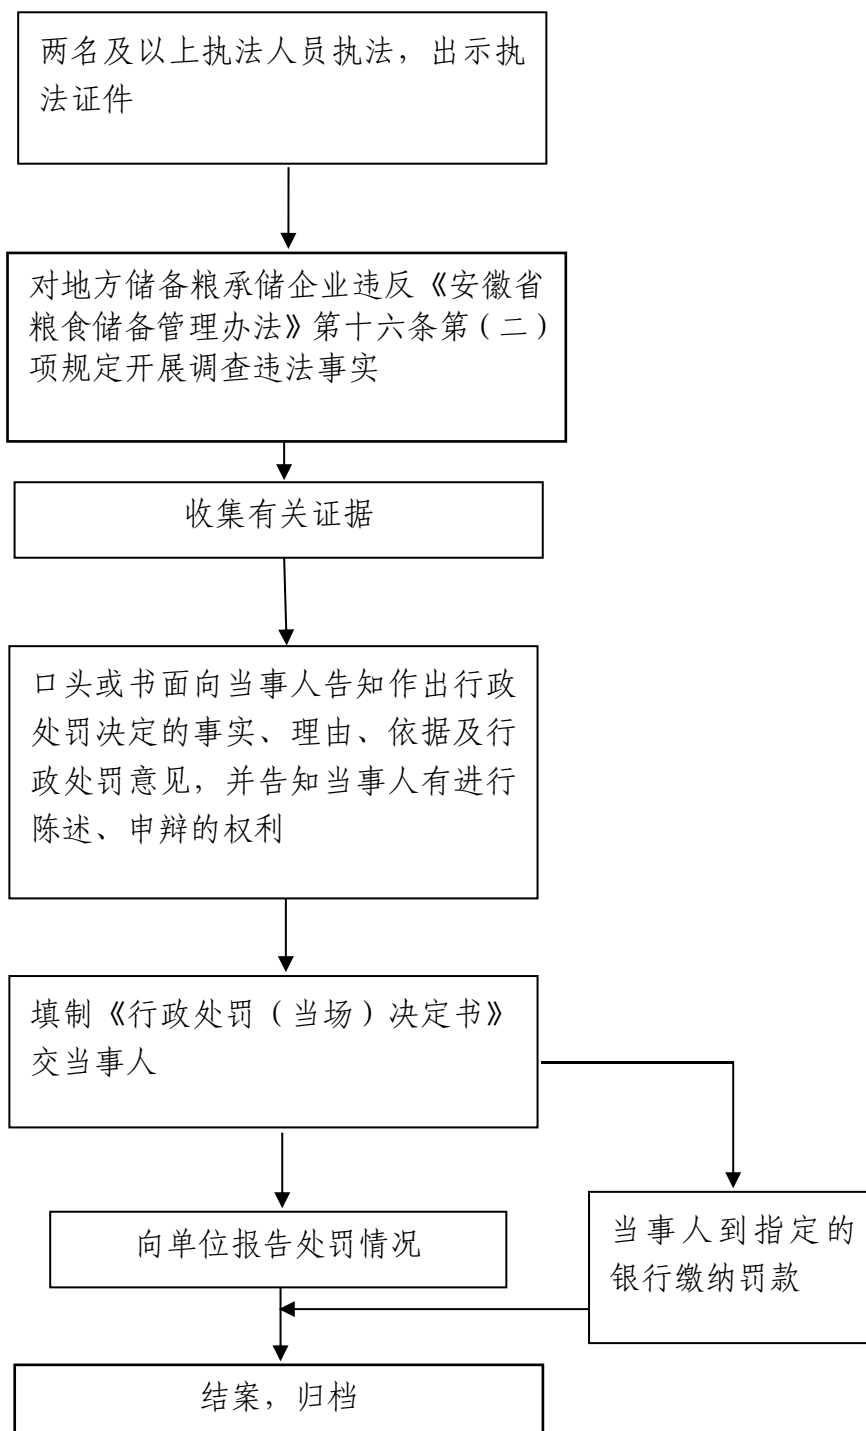 两名及以上执法人员执法，出示执
法证件
对地方储备粮承储企业违反《安徽省
粮食储备管理办法》第十六条第（二）
项规定开展调查违法事实
收集有关证据
口头或书面向当事人告知作出行政
处罚决定的事实、理由、依据及行
政处罚意见，并告知当事人有进行
陈述、申辩的权利
填制《行政处罚（当场）决定书》
交当事人
向单位报告处罚情况
当事人到指定的
银行缴纳罚款
结案，归档